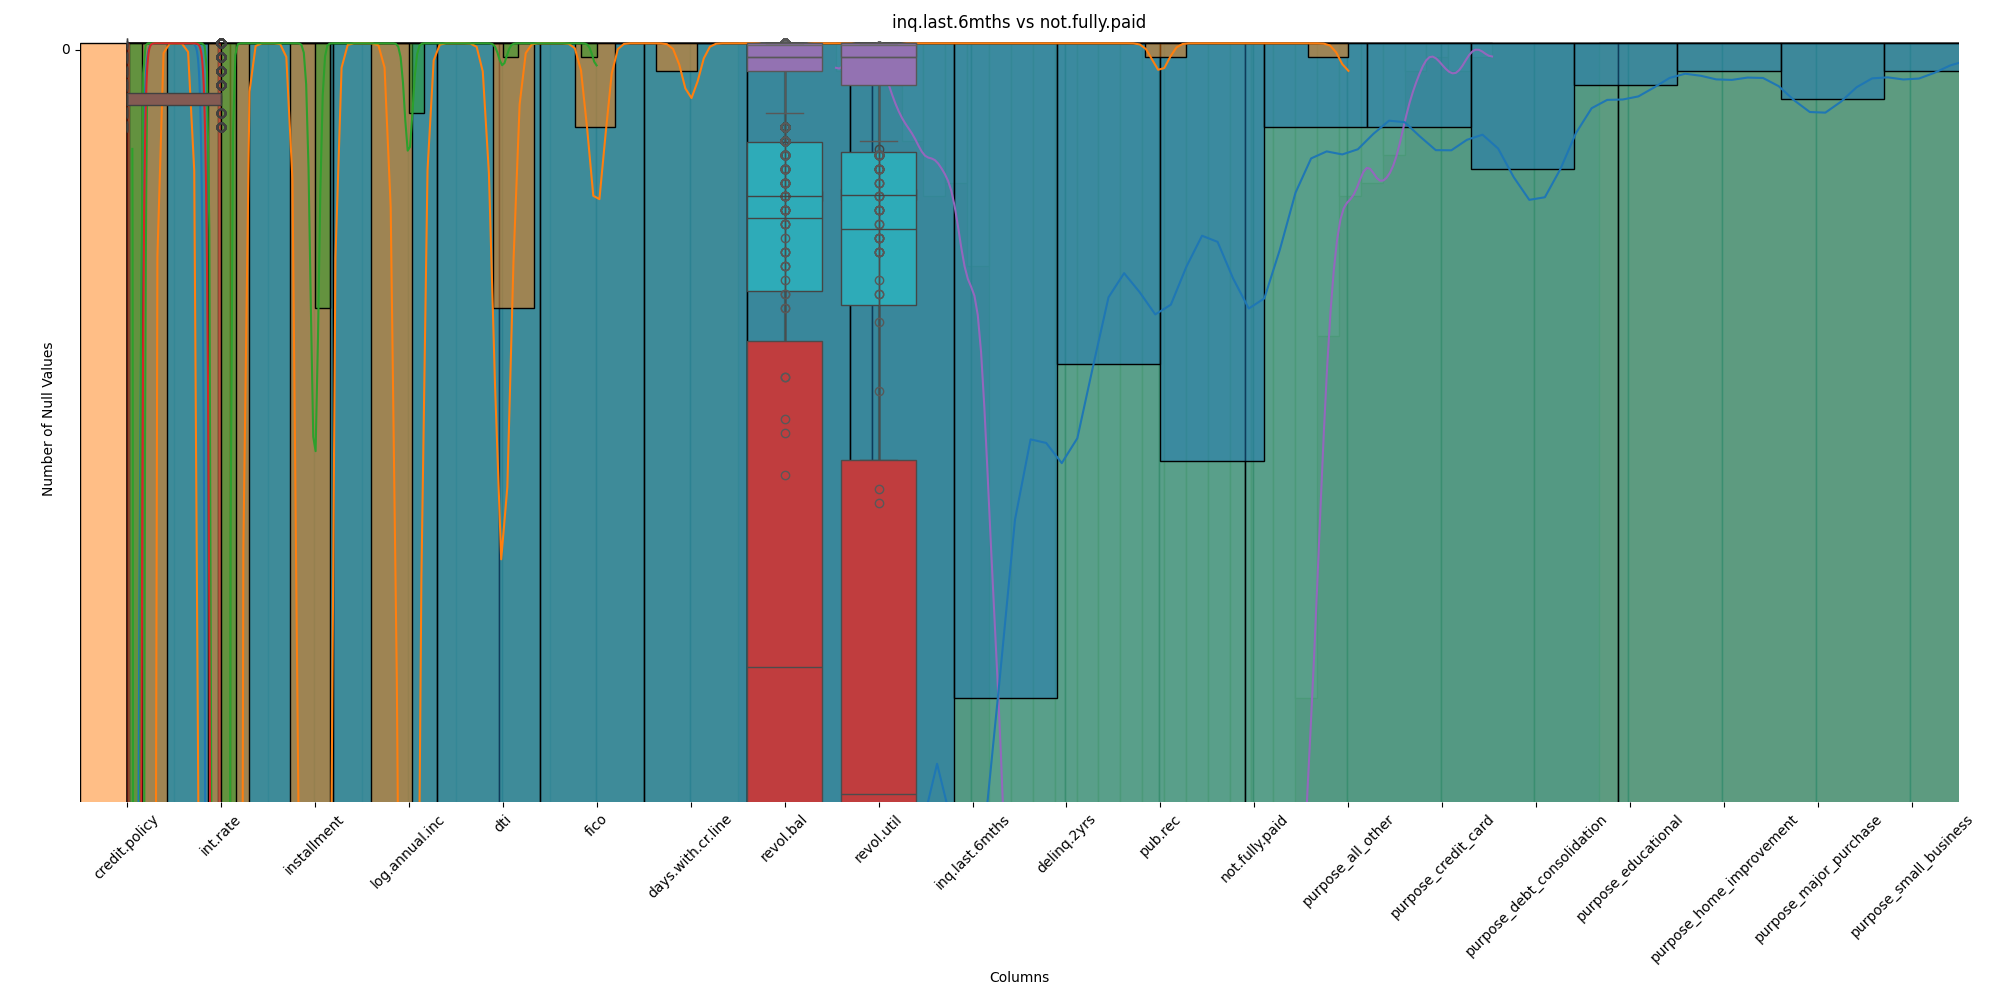 inq.last.6mths vs not.fully.paid
0
Number of Null Values
credit.policy
int.rate
installment
log.annual.inc
dti
fico
days.with.cr.line
revol.bal
revol.util
inq.last.6mths
delinq.2yrs
pub.rec
not.fully.paid
purpose_all_other
purpose_credit_card
purpose_debt_consolidation
purpose_educational
purpose_home_improvement
purpose_major_purchase
purpose_small_business
Columns